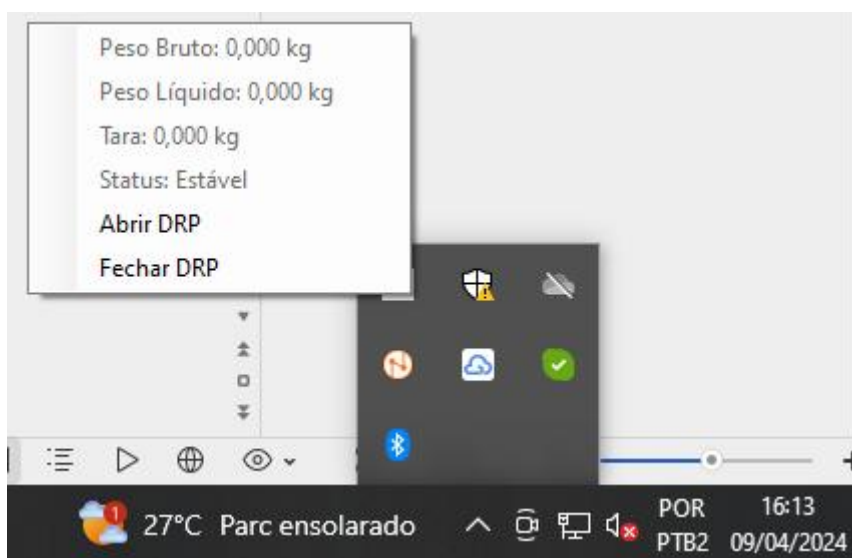 Peso Bruto: 0,000 kg
Peso Líquido: 0,000 kg
Tara: 0,000 kg
Status: Estável
Abrir DRP
Fechar DRP
1
27°C Parc ensolarado
POR
PTB2
16:13
09/04/2024